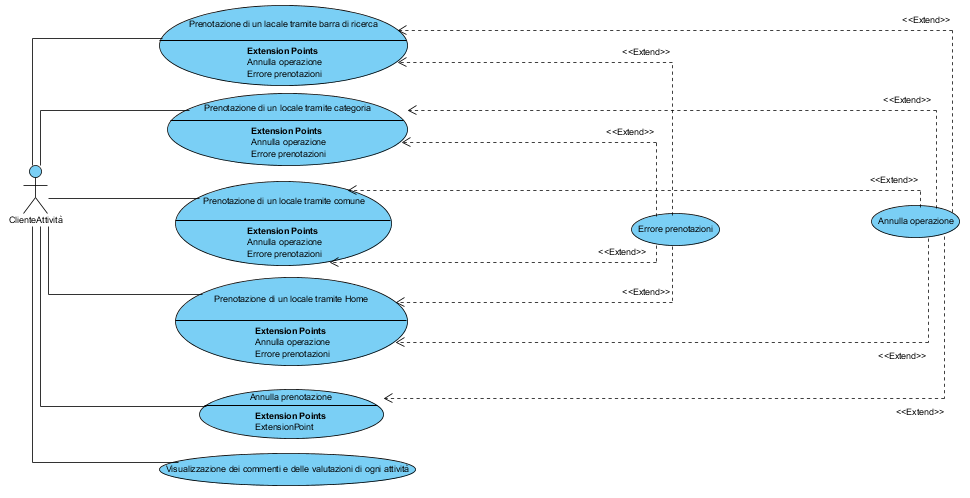 Prenotazione di un lacale tramite barra di ricerca
Extension Points
Annulla operazione
Errore prenotazioni
<<Extend>>
<<Extend>>
Prenotazione di un locale tramite categoria
Extension Points
Annulla operazione
Errore prenotazioni
<<Extend>>
<<Extend>>
ClienteAttività
Prenotazione di un locale tramite comune
Extension Points
Annulla operazione
Errore prenotazioni
<<Extend>>
<<Extend>>
Errore prenotazioni
Annulla operazione
Prenotazione di un locale tramite Home
Extension Points
Annulla operazione
Errore prenotazioni
<<Extend>>
<<Extend>>
Annulla prenotazione
Extension Points
ExtensionPoint
<<Extend>>
Visualizzazione dei commenti e delle valutazioni di ogni attività